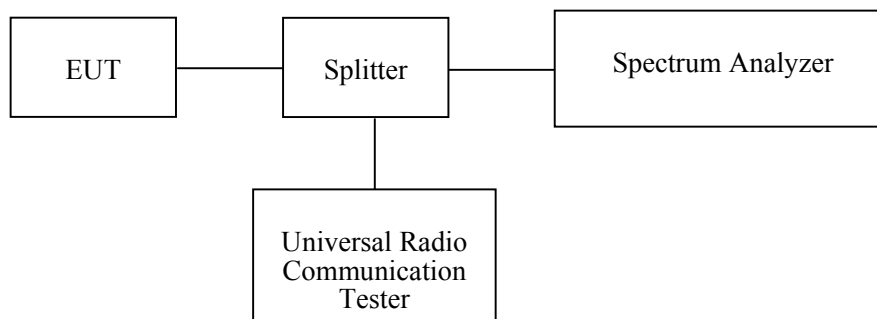 EUT
Splitter
Spectrum Analyzer
Universal Radio
Communication
Tester